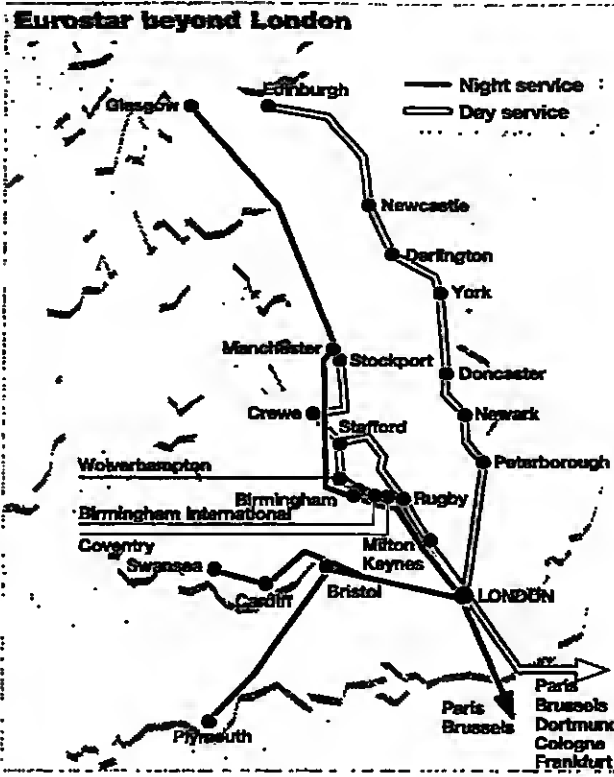 Eurostar beyond London
Edinburgh
Night service
Glasgow
Day service
Newcastle
Darlington
York
Manchester
Stockport
Doncaster
Crewe
Newark
Stafford
Wolverhampton
Peterborough
Birmingham
Rugby
Birmingham International
Coventry
Milton
Keynes
Swansea
Cardiff
Bristol
LONDON
Plymouth
Paris
Brussels
Paris
Brussels
Dortmund
Cologne
Frankfurt